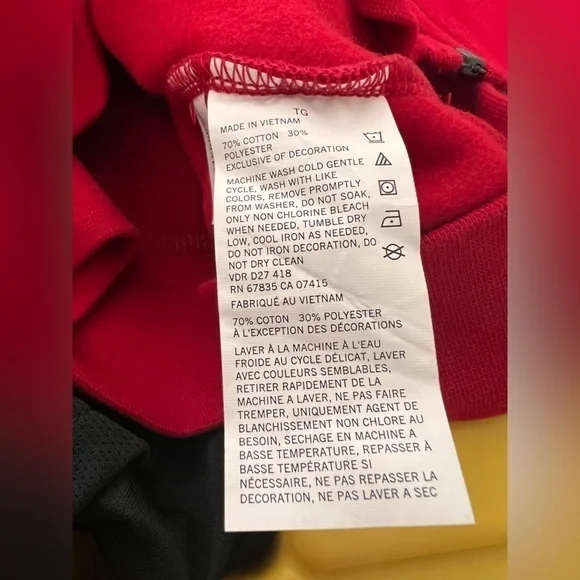 TG
MADE IN VIETNAM
70% COTTON 30%
POLYESTER
EXCLUSIVE OF DECORATION
MACHINE WASH COLD GENTLE
CYCLE, WASH WITH LIKE
COLORS, REMOVE PROMPTLY
FROM WASHER, DO NOT SOAK,
ONLY NON CHLORINE BLEACH
WHEN NEEDED, TUMBLE DRY
LOW, COOL IRON AS NEEDED,
DO NOT IRON DECORATION, DO
NOT DRY CLEAN
VDR D27 418
RN 67835 CA 07415
FABRIQUÉ AU VIETNAM
70% COTON 30% POLYESTER
À L'EXCEPTION DES DÉCORATIONS
LAVER À LA MACHINE À L'EAU
FROIDE AU CYCLE DÉLICAT, LAVER
AVEC COULEURS SEMBLABLES,
RETIRER RAPIDEMENT DE LA
MACHINE A LAVER, NE PAS FAIRE
TREMPER, UNIQUEMENT AGENT DE
BLANCHISSEMENT NON CHLORE AU
BESOIN, SECHAGE EN MACHINE A
BASSE TEMPERATURE, REPASSER À
BASSE TEMPÉRATURE SI
NÉCESSAIRE, NE PAS REPASSER LA
DECORATION, NE PAS LAVER A SEC